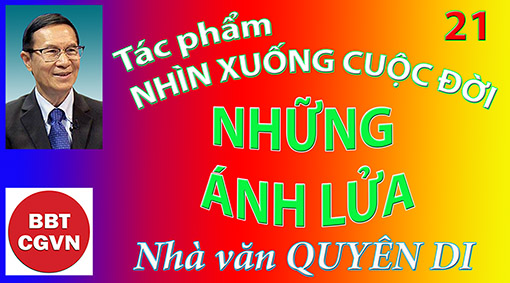 21
Tác phẩm
NHÌN XUỐNG CUỘC ĐỜI
NHỮNG
ÁNH LỬA
BBT
CGVN
Nhà văn QUYÊN DI